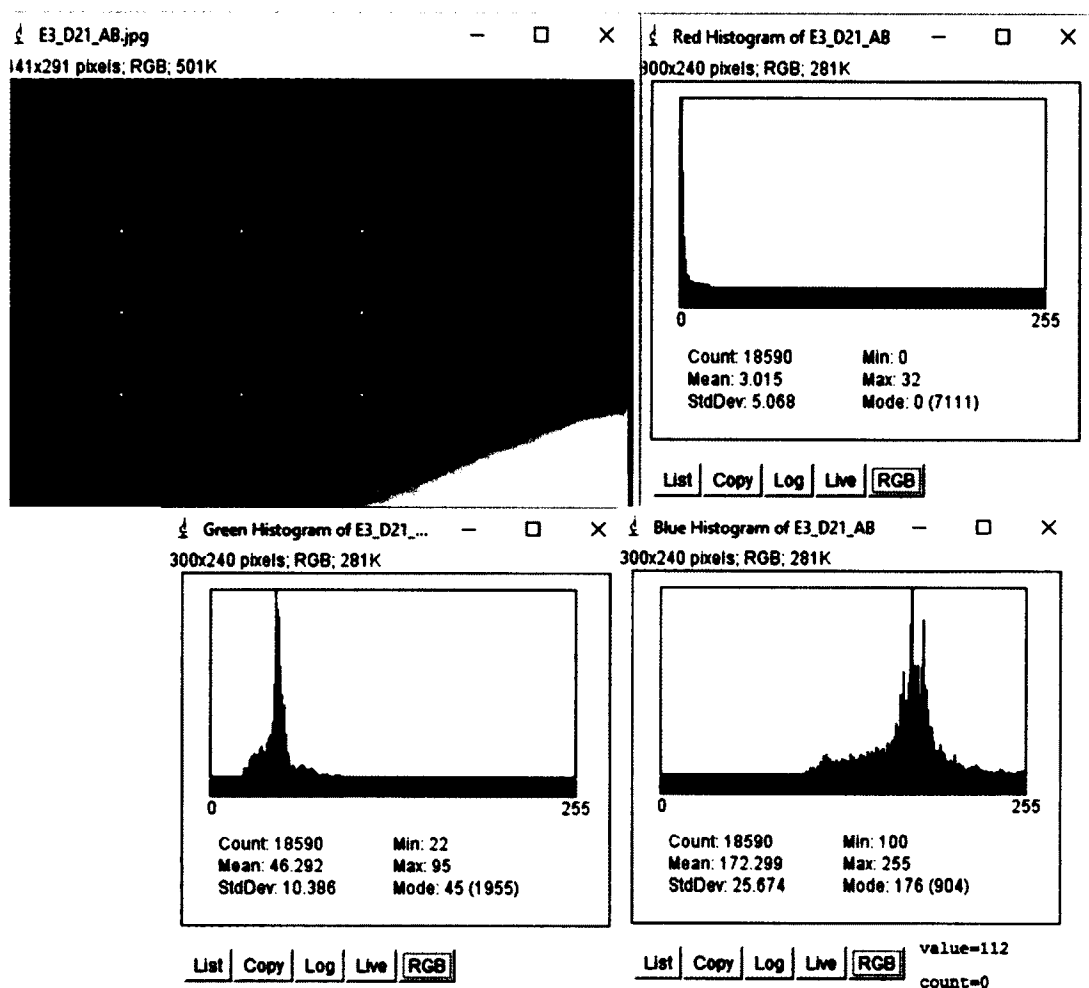 E3_D21_AB.jpg
441x291 pixels; RGB; 501K
Red Histogram of E3_D21_AB
300x240 pixels; RGB; 281K
0 255
Count: 18590 Min: 0
Mean: 3.015 Max: 32
StdDev: 5.068 Mode: 0 (7111)
List Copy Log Live RGB
Green Histogram of E3_D21_...
300x240 pixels; RGB; 281K
0 255
Count: 18590 Min: 22
Mean: 46.292 Max: 95
StdDev: 10.386 Mode: 45 (1955)
List Copy Log Live RGB
Blue Histogram of E3_D21_AB
300x240 pixels; RGB; 281K
0 255
Count: 18590 Min: 100
Mean: 172.299 Max: 255
StdDev: 25.674 Mode: 176 (904)
List Copy Log Live RGB
value=112
count=0